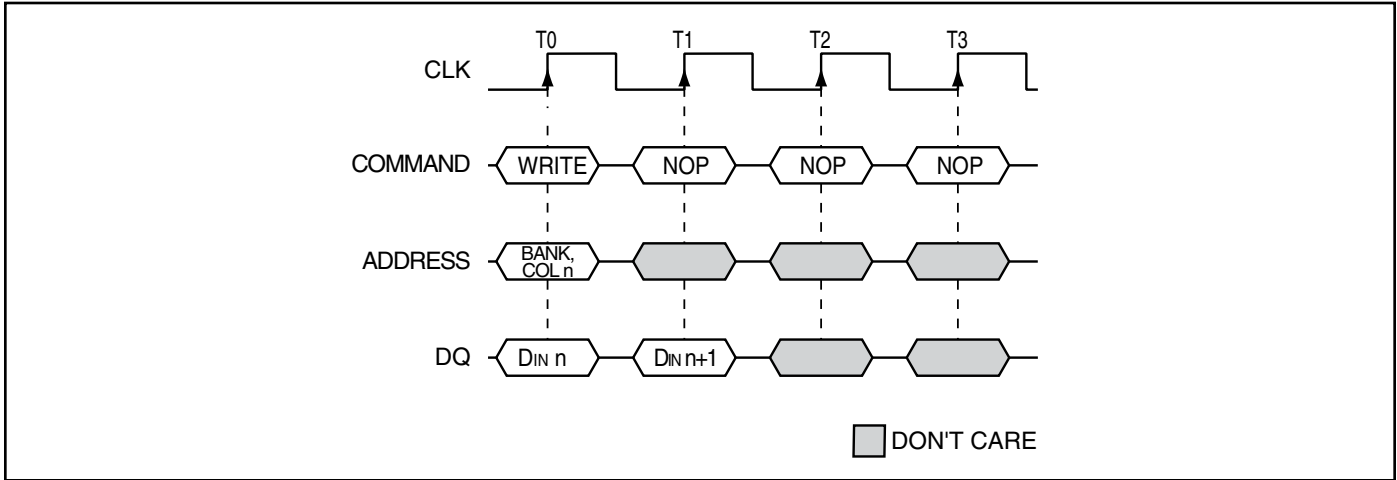 T0 T1 T2 T3
CLK
COMMAND WRITE NOP NOP NOP
ADDRESS BANK,
COL n
DQ DIN n DIN n+1
DON'T CARE